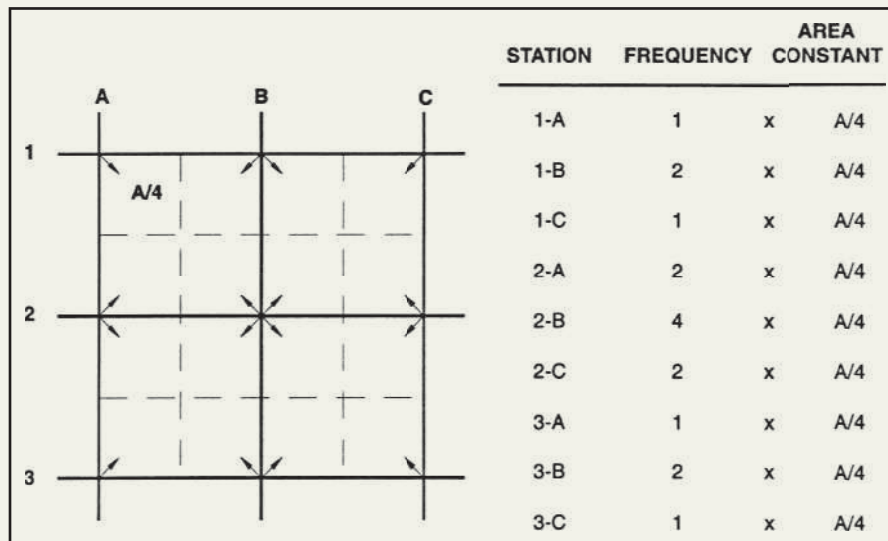 AREA
STATION FREQUENCY CONSTANT
A B C
1
A/4
2
3
1-A 1 x A/4
1-B 2 x A/4
1-C 1 x A/4
2-A 2 x A/4
2-B 4 x A/4
2-C 2 x A/4
3-A 1 x A/4
3-B 2 x A/4
3-C 1 x A/4